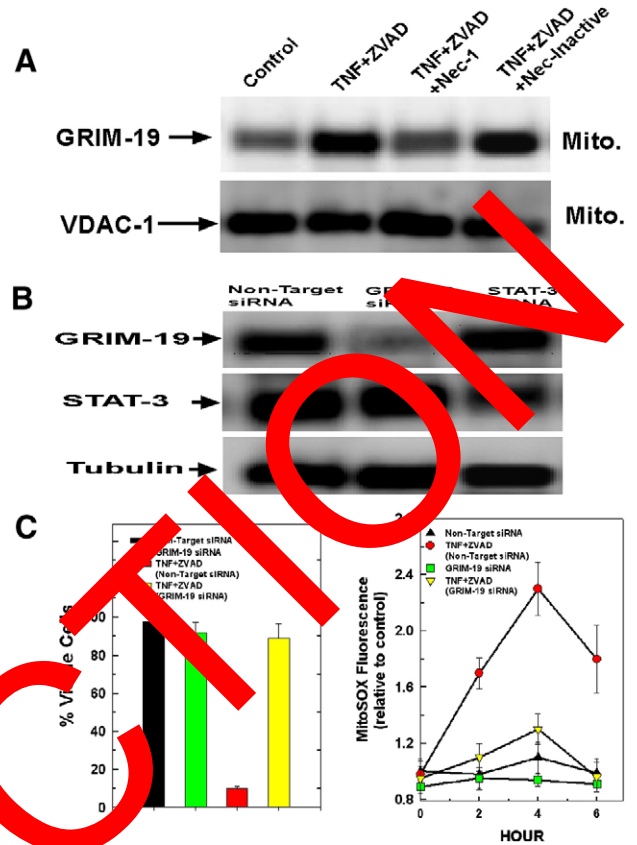 A
Control
TNF+ZVAD
TNF+ZVAD
+Nec-1
TNF+ZVAD
+Nec-Inactive
GRIM-19
Mito.
VDAC-1
Mito.
B
Non-Target
siRNA
STAT-3
GRIM-19
STAT-3
Tubulin
C
Non-Target siRNA
GRIM-19 siRNA
TNF+ZVAD
(Non-Target siRNA)
TNF+ZVAD
(GRIM-19 siRNA)
%
100
80
60
40
20
0
Non-Target siRNA
TNF+ZVAD
(Non-Target siRNA)
GRIM-19 siRNA
TNF+ZVAD
(GRIM-19 siRNA)
MitoSOX Fluorescence
(relative to control)
2.4
2.0
1.6
1.2
0.8
0 2 4 6
HOUR
CTION